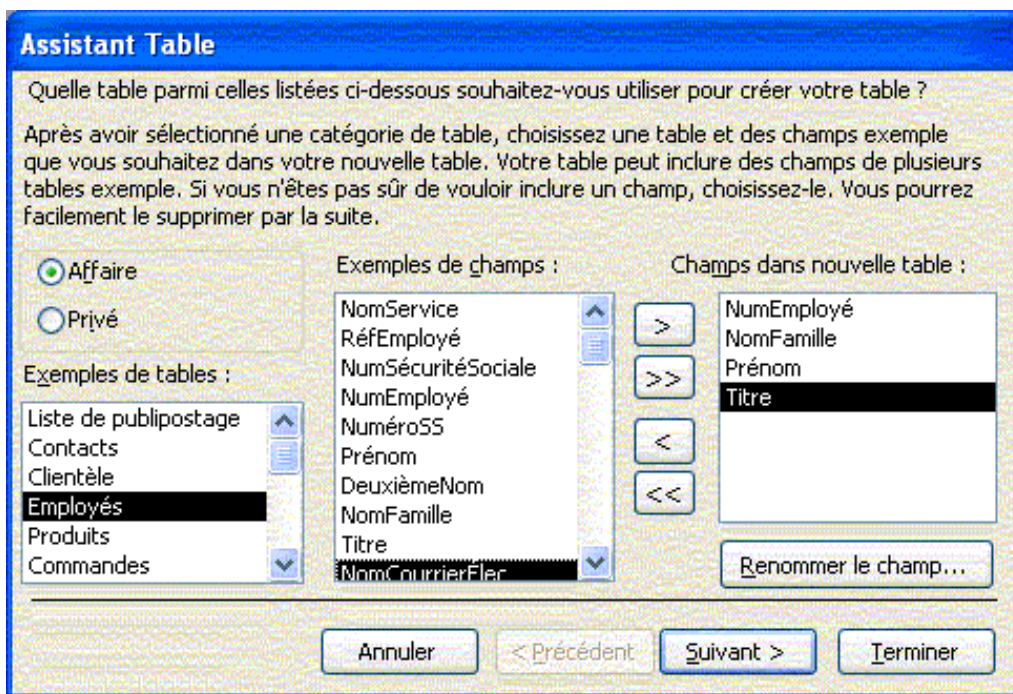 Assistant Table
Quelle table parmi celles listées ci-dessous souhaitez-vous utiliser pour créer votre table ?
Après avoir sélectionné une catégorie de table, choisissez une table et des champs exemple
que vous souhaitez dans votre nouvelle table. Votre table peut inclure des champs de plusieurs
tables exemple. Si vous n'êtes pas sûr de vouloir inclure un champ, choisissez-le. Vous pourrez
facilement le supprimer par la suite.
Affaire
Privé
Exemples de tables :
Liste de publipostage
Contacts
Clientèle
Employés
Produits
Commandes
Exemples de champs :
NomService
RéfEmployé
NumSécuritéSociale
NumEmployé
NuméroSS
Prénom
DeuxièmeNom
NomFamille
Titre
NomCourrierÉlec
>
>>
<
<<
Champs dans nouvelle table :
NumEmployé
NomFamille
Prénom
Titre
Renommer le champ...
Annuler
< Précédent
Suivant >
Terminer